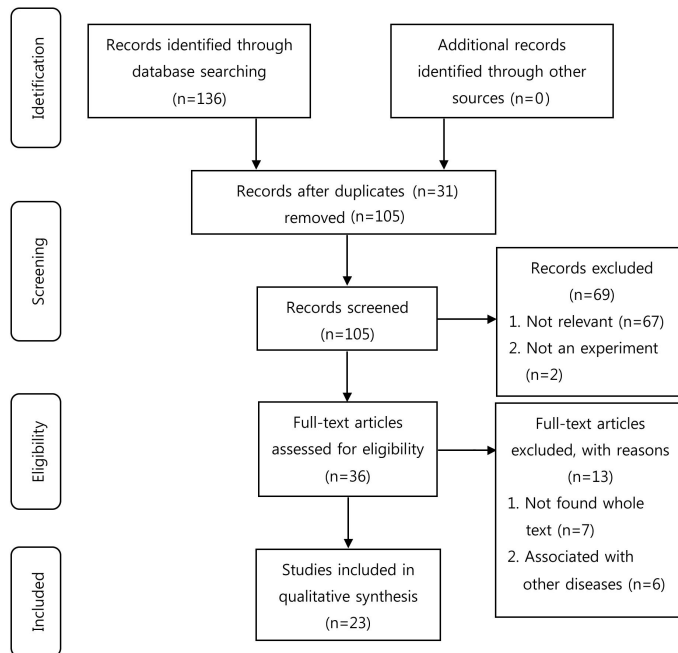 Idetification
Records identified through
database searching
(n=136)
Additional records
identified through other
sources (n=0)
Records after duplicates (n=31)
removed (n=105)
Screening
Records screened
(n=105)
Records excluded
(n=69)
1. Not relevant (n=67)
2. Not an experiment
(n=2)
Eligibility
Full-text articles
assessed for eligibility
(n=36)
Full-text articles
excluded, with reasons
(n=13)
1. Not found whole
text (n=7)
2. Associated with
other diseases (n=6)
Included
Studies included in
qualitative synthesis
(n=23)